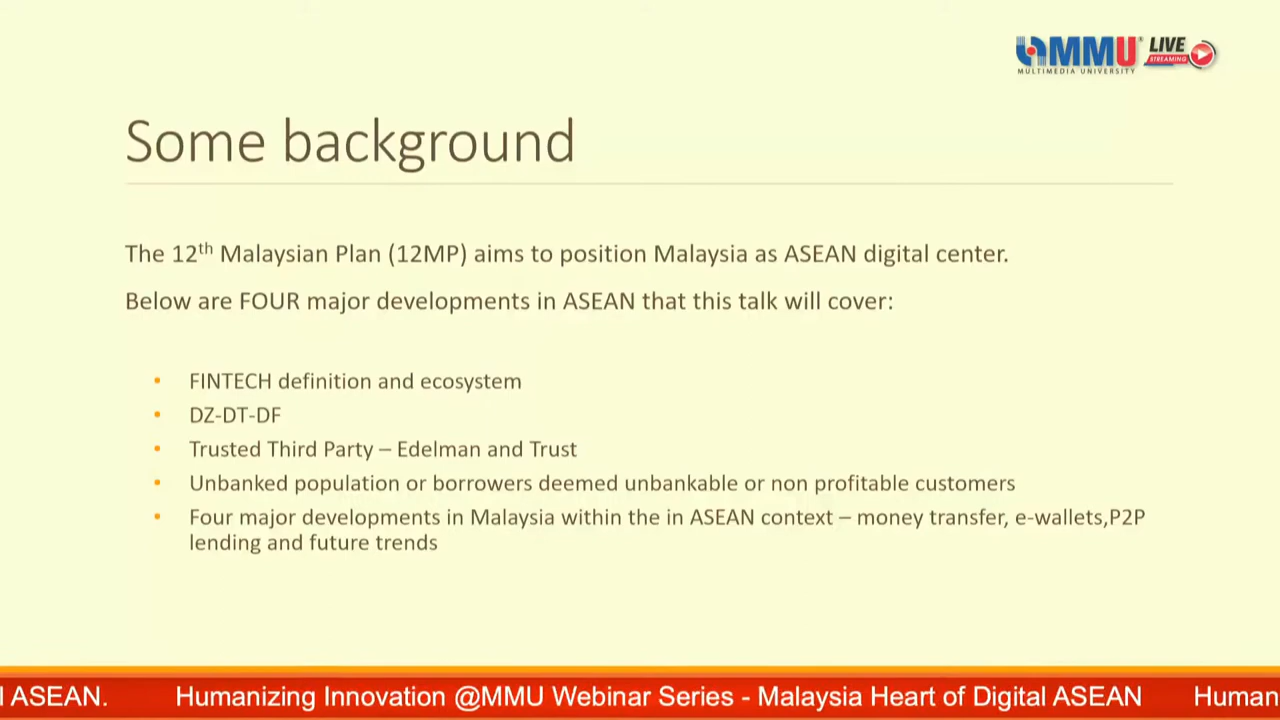 MMU LIVE
STREAMING
MULTIMEDIA UNIVERSITY
Some background
The 12th Malaysian Plan (12MP) aims to position Malaysia as ASEAN digital center.
Below are FOUR major developments in ASEAN that this talk will cover:
• FINTECH definition and ecosystem
• DZ-DT-DF
• Trusted Third Party – Edelman and Trust
• Unbanked population or borrowers deemed unbankable or non profitable customers
• Four major developments in Malaysia within the in ASEAN context – money transfer, e-wallets,P2P
lending and future trends
l ASEAN. Humanizing Innovation @MMU Webinar Series - Malaysia Heart of Digital ASEAN Human